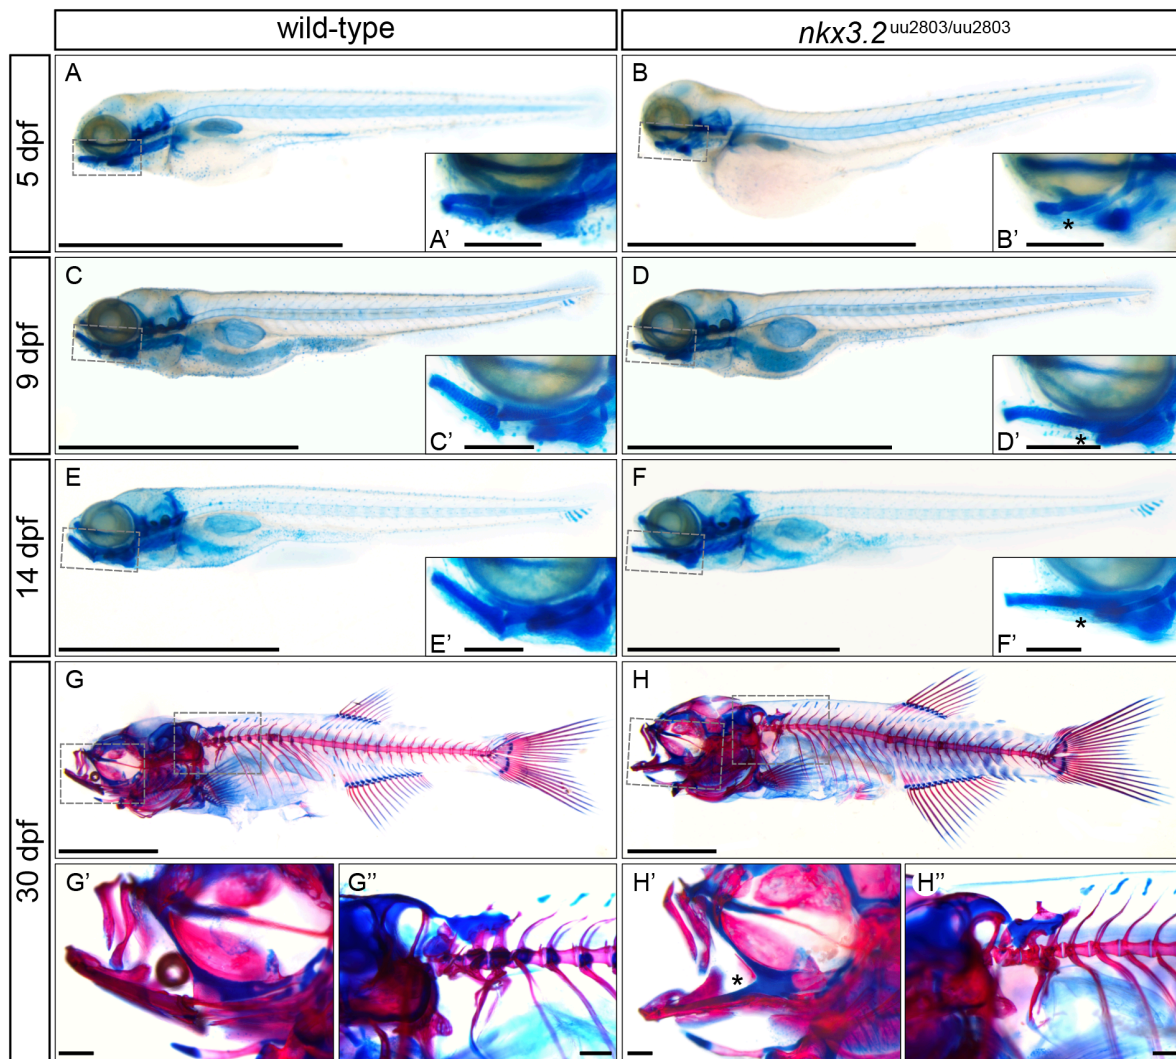 wild-type
nkx3.2uu2803/uu2803
5 dpf
A
A’
B
B’
*
9 dpf
C
C’
D
D’
*
14 dpf
E
E’
F
F’
*
30 dpf
G
H
G’
G’’
H’
*
H’’